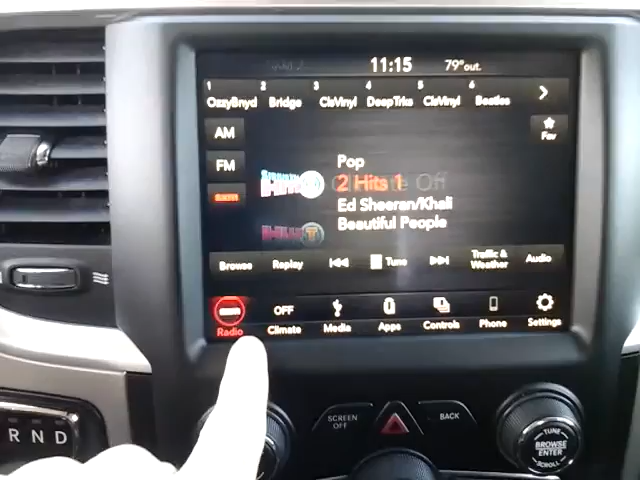 11:15 79°out.
1 2 3 4 5 6
OzzyBnyd Bridge ClsVinyl DeepTrks ClsVinyl Beatles
AM
Fav
FM
Pop
2 Hits 1
Off
Ed Sheeran/Khali
Beautiful People
Browse Replay Tune Traffic & Weather Audio
OFF
Radio Climate Media Apps Controls Phone Settings
SCREEN OFF
BACK
R N D
TUNE
BROWSE
ENTER
SCROLL